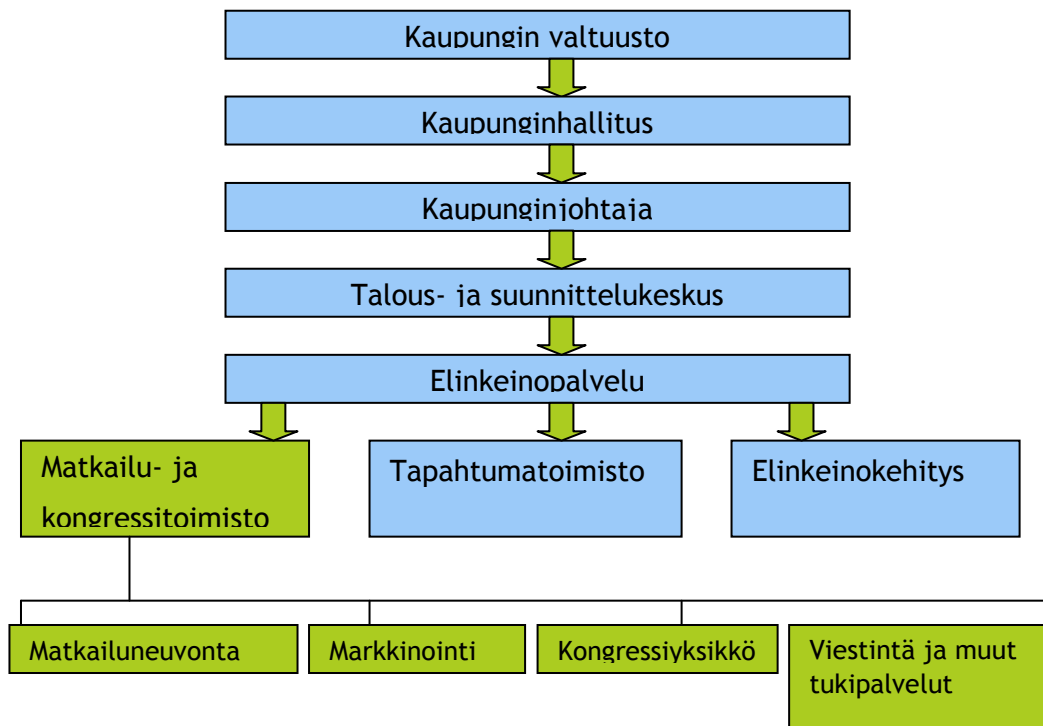 Kaupungin valtuusto
Kaupunginhallitus
Kaupunginjohtaja
Talous- ja suunnittelukeskus
Elinkeinopalvelu
Matkailu- ja
kongressitoimisto
Tapahtumatoimisto
Elinkeinokehitys
Matkailuneuvonta
Markkinointi
Kongressiyksikkö
Viestintä ja muut
tukipalvelut